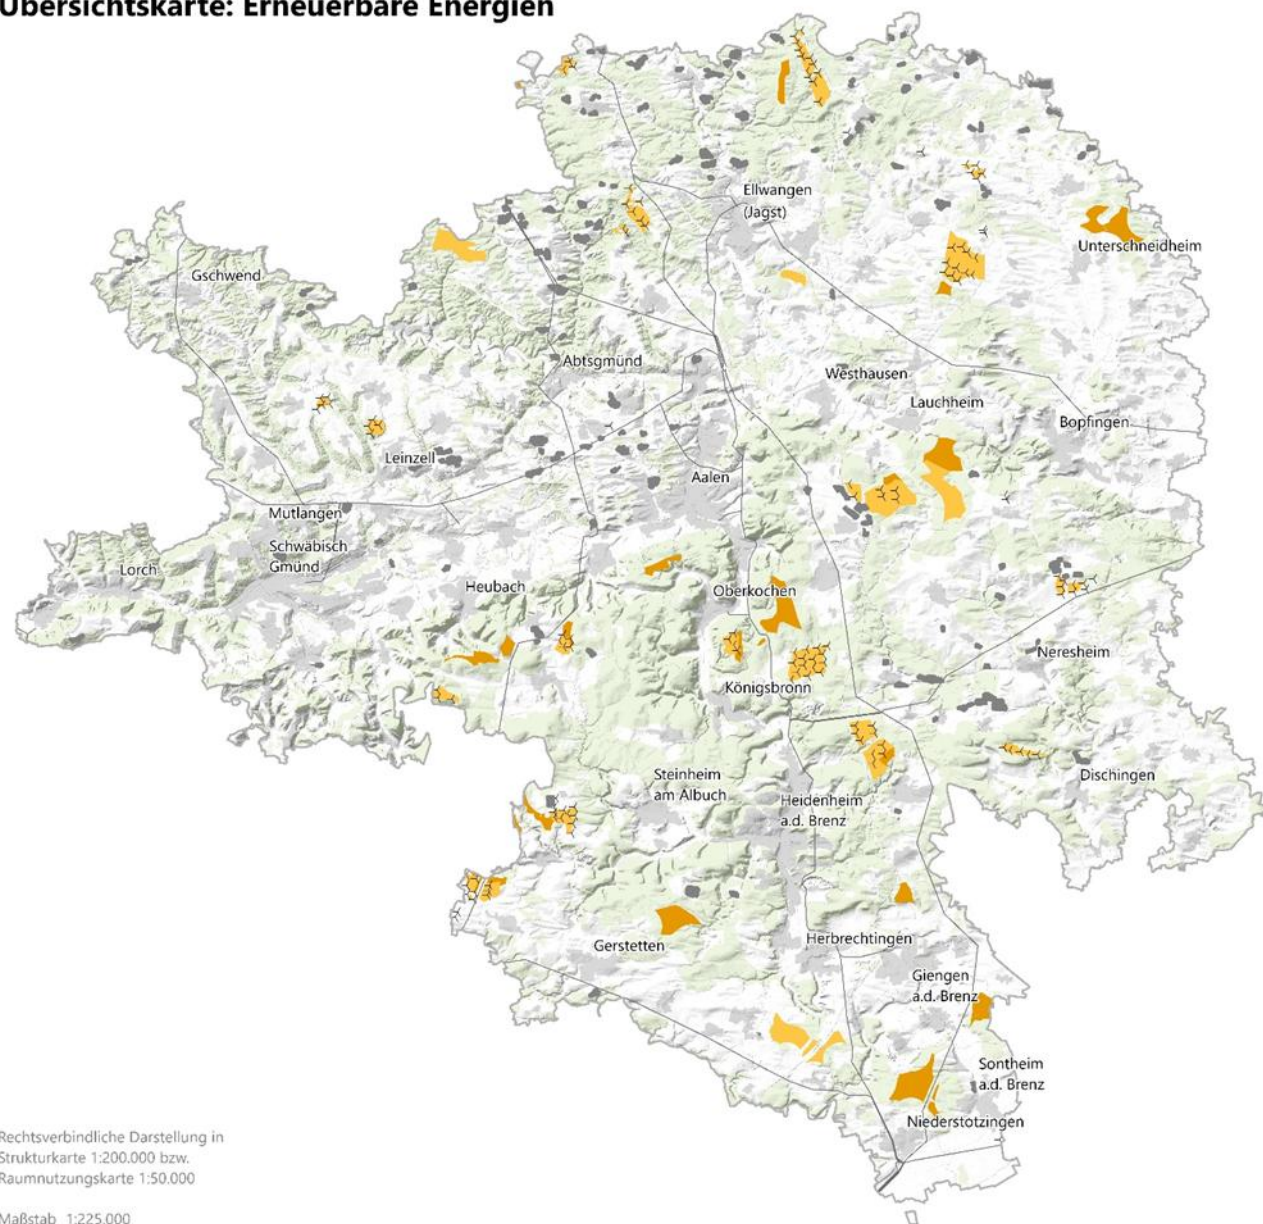 Übersichtskarte: Erneuerbare Energien
Ellwangen
(Jagst)
Unterschneidheim
Gschwend
Abtsgmünd
Westhausen
Lauchheim
Bopfingen
Leinzell
Aalen
Mutlangen
Schwäbisch
Gmünd
Lorch
Heubach
Oberkochen
Neresheim
Königsbronn
Steinheim
am Albuch
Dischingen
Heidenheim
a.d. Brenz
Gerstetten
Herbrechtingen
Giengen
a.d. Brenz
Sontheim
a.d. Brenz
Niederstotzingen
Rechtsverbindliche Darstellung in
Strukturkarte 1:200.000 bzw.
Raumnutzungskarte 1:50.000
Maßstab 1:225.000